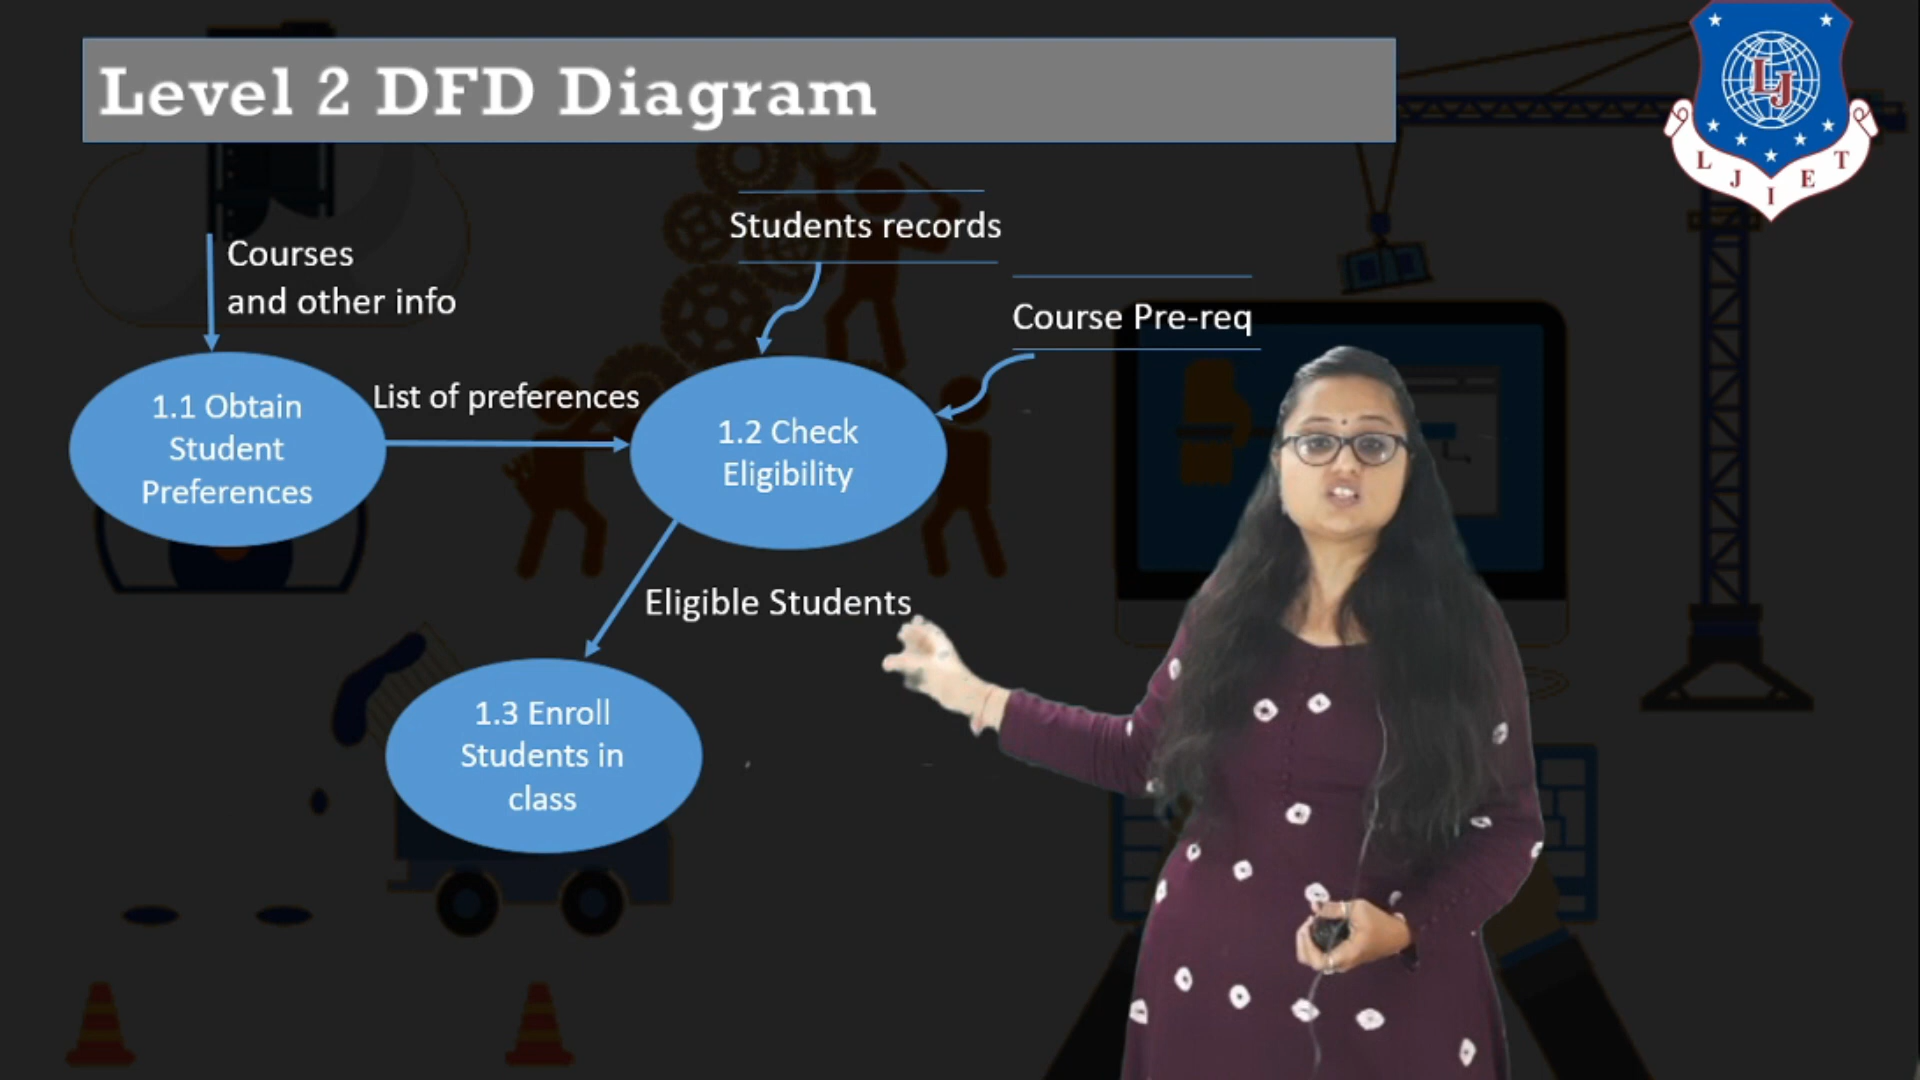 Level 2 DFD Diagram
L J I E T
LJ
Students records
Courses
and other info
Course Pre-req
1.1 Obtain
Student
Preferences
List of preferences
1.2 Check
Eligibility
Eligible Students
1.3 Enroll
Students in
class